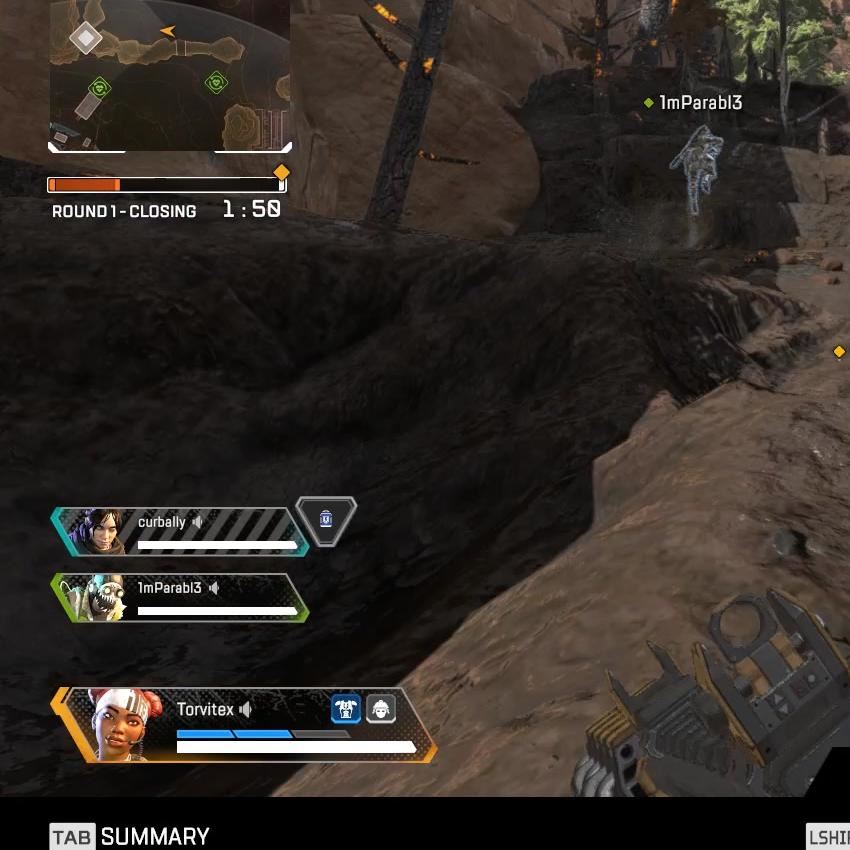 1mParabl3
ROUND 1 - CLOSING 1:50
curbally
1mParabl3
Torvitex
TAB SUMMARY